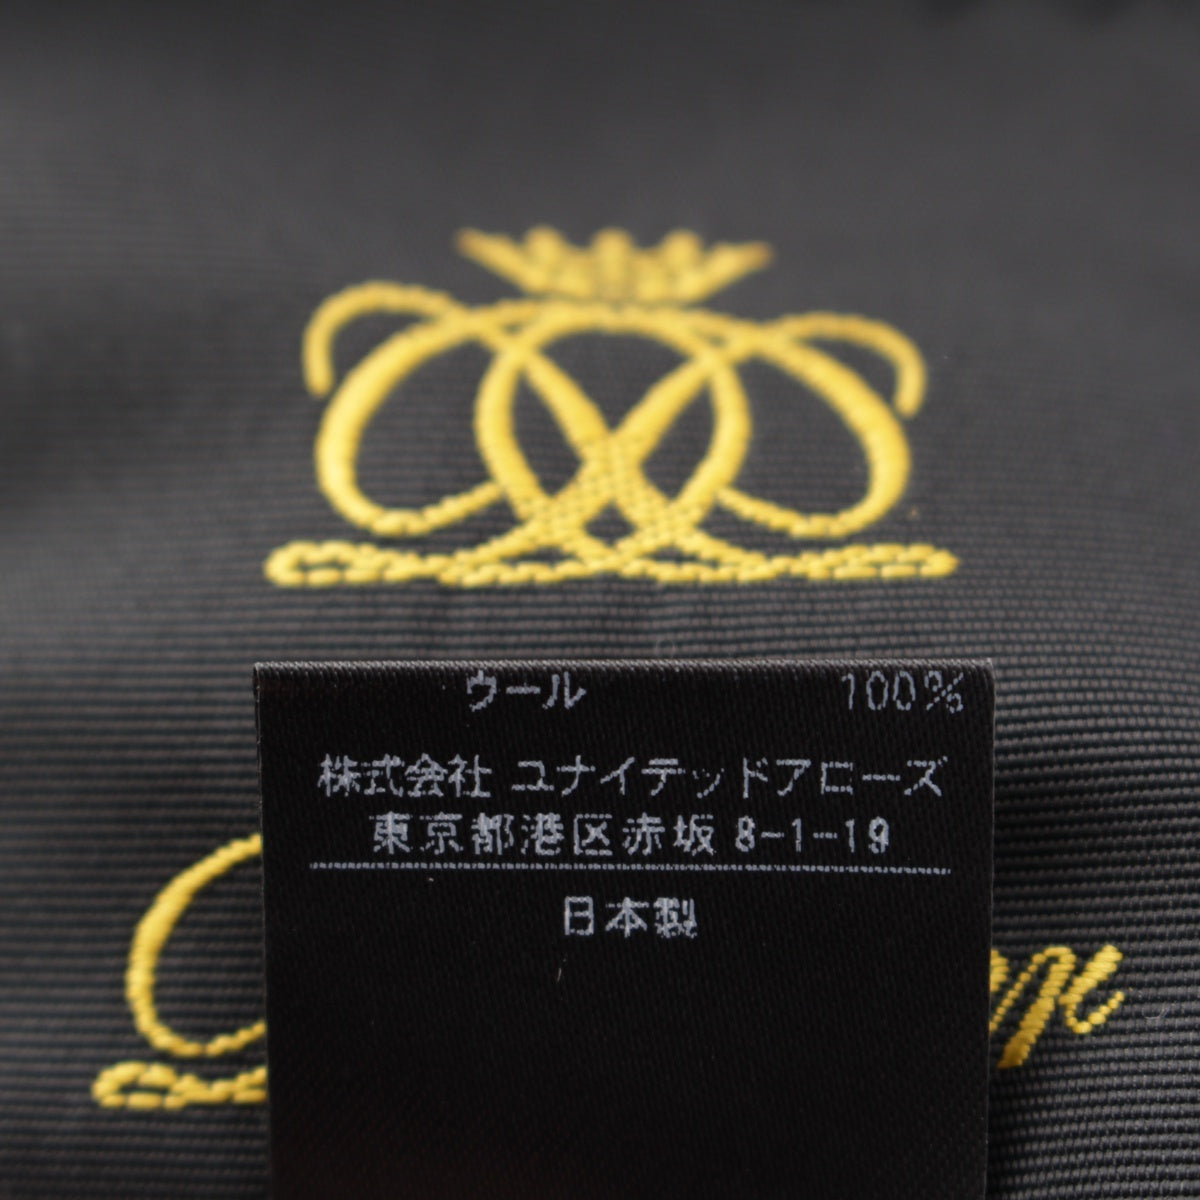 ウール 100%
株式会社 ユナイテッドアローズ
東京都港区赤坂 8-1-19
日本製